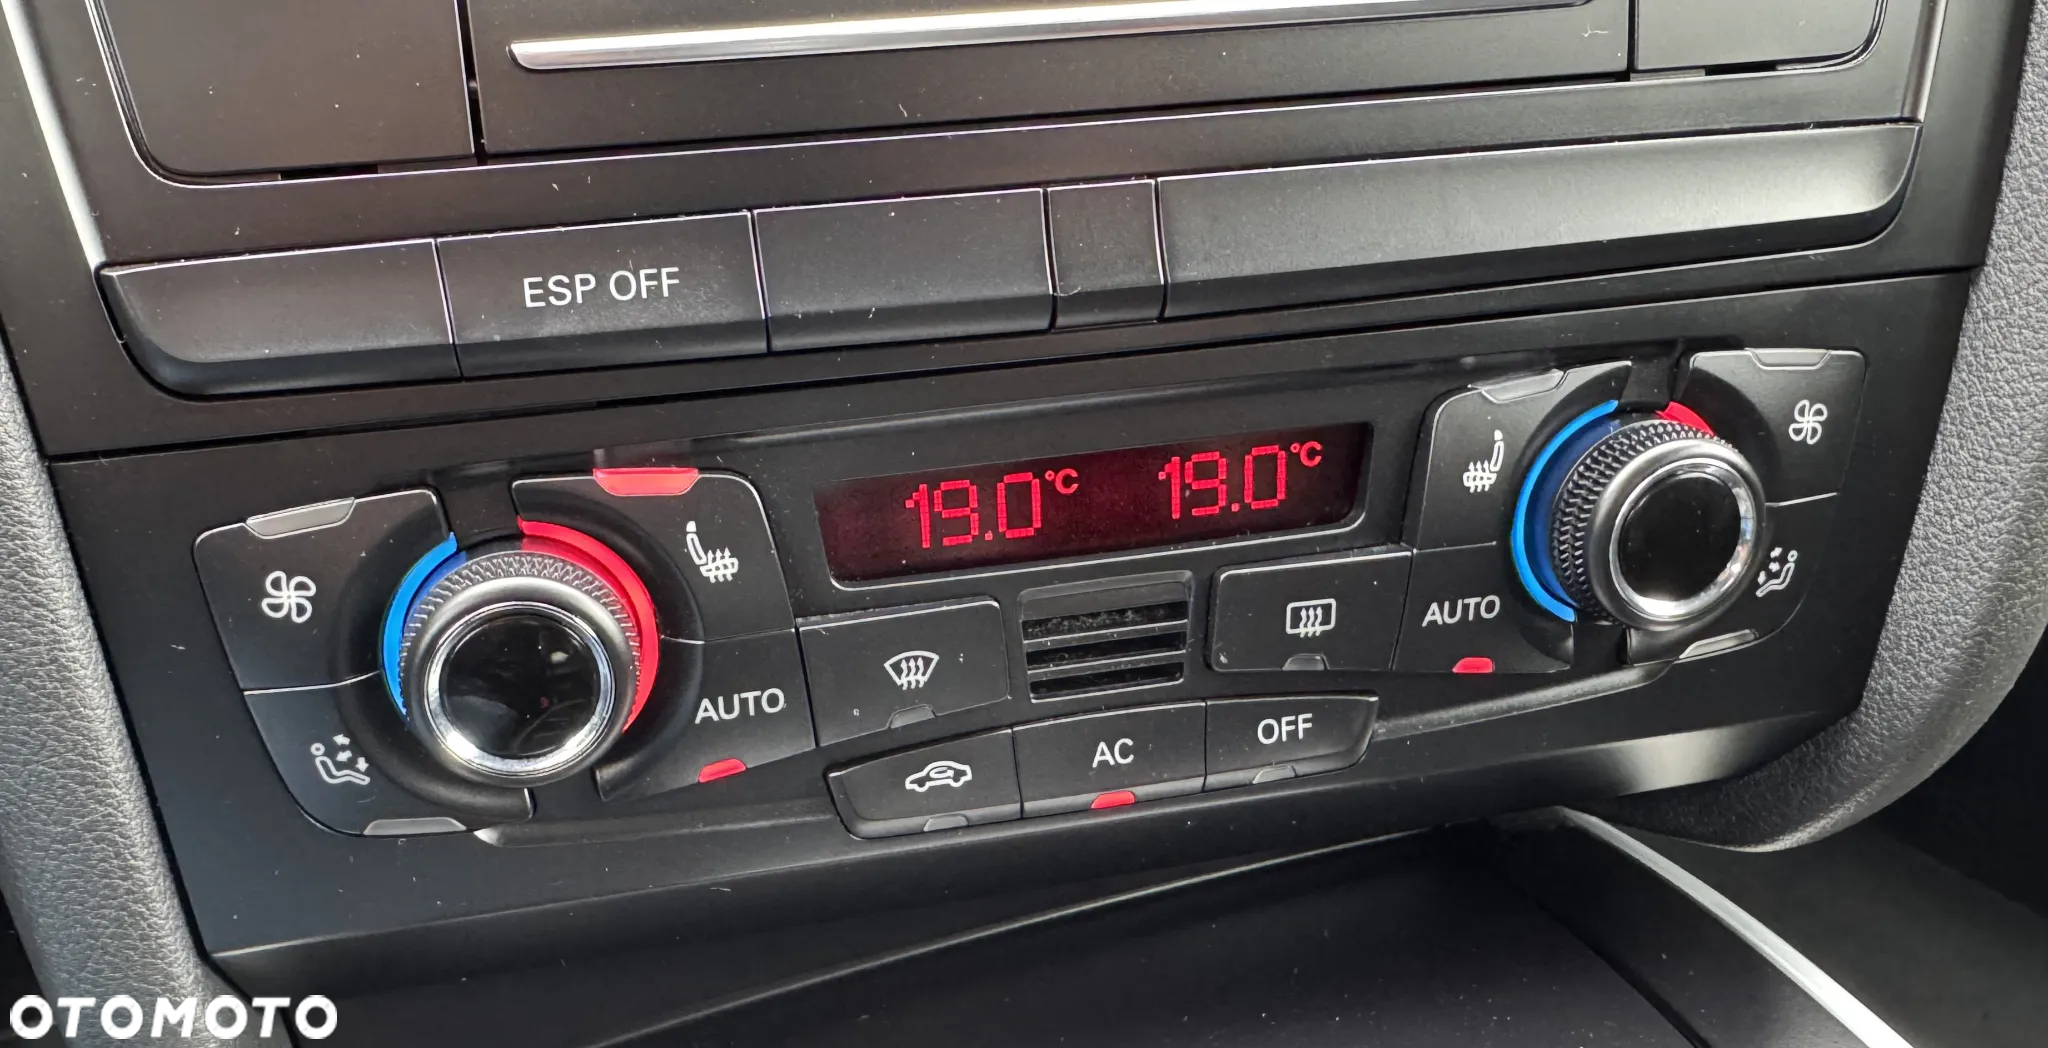 ESP OFF
19.0°C 19.0°C
AUTO
AUTO
AC
OFF
OTOMOTO